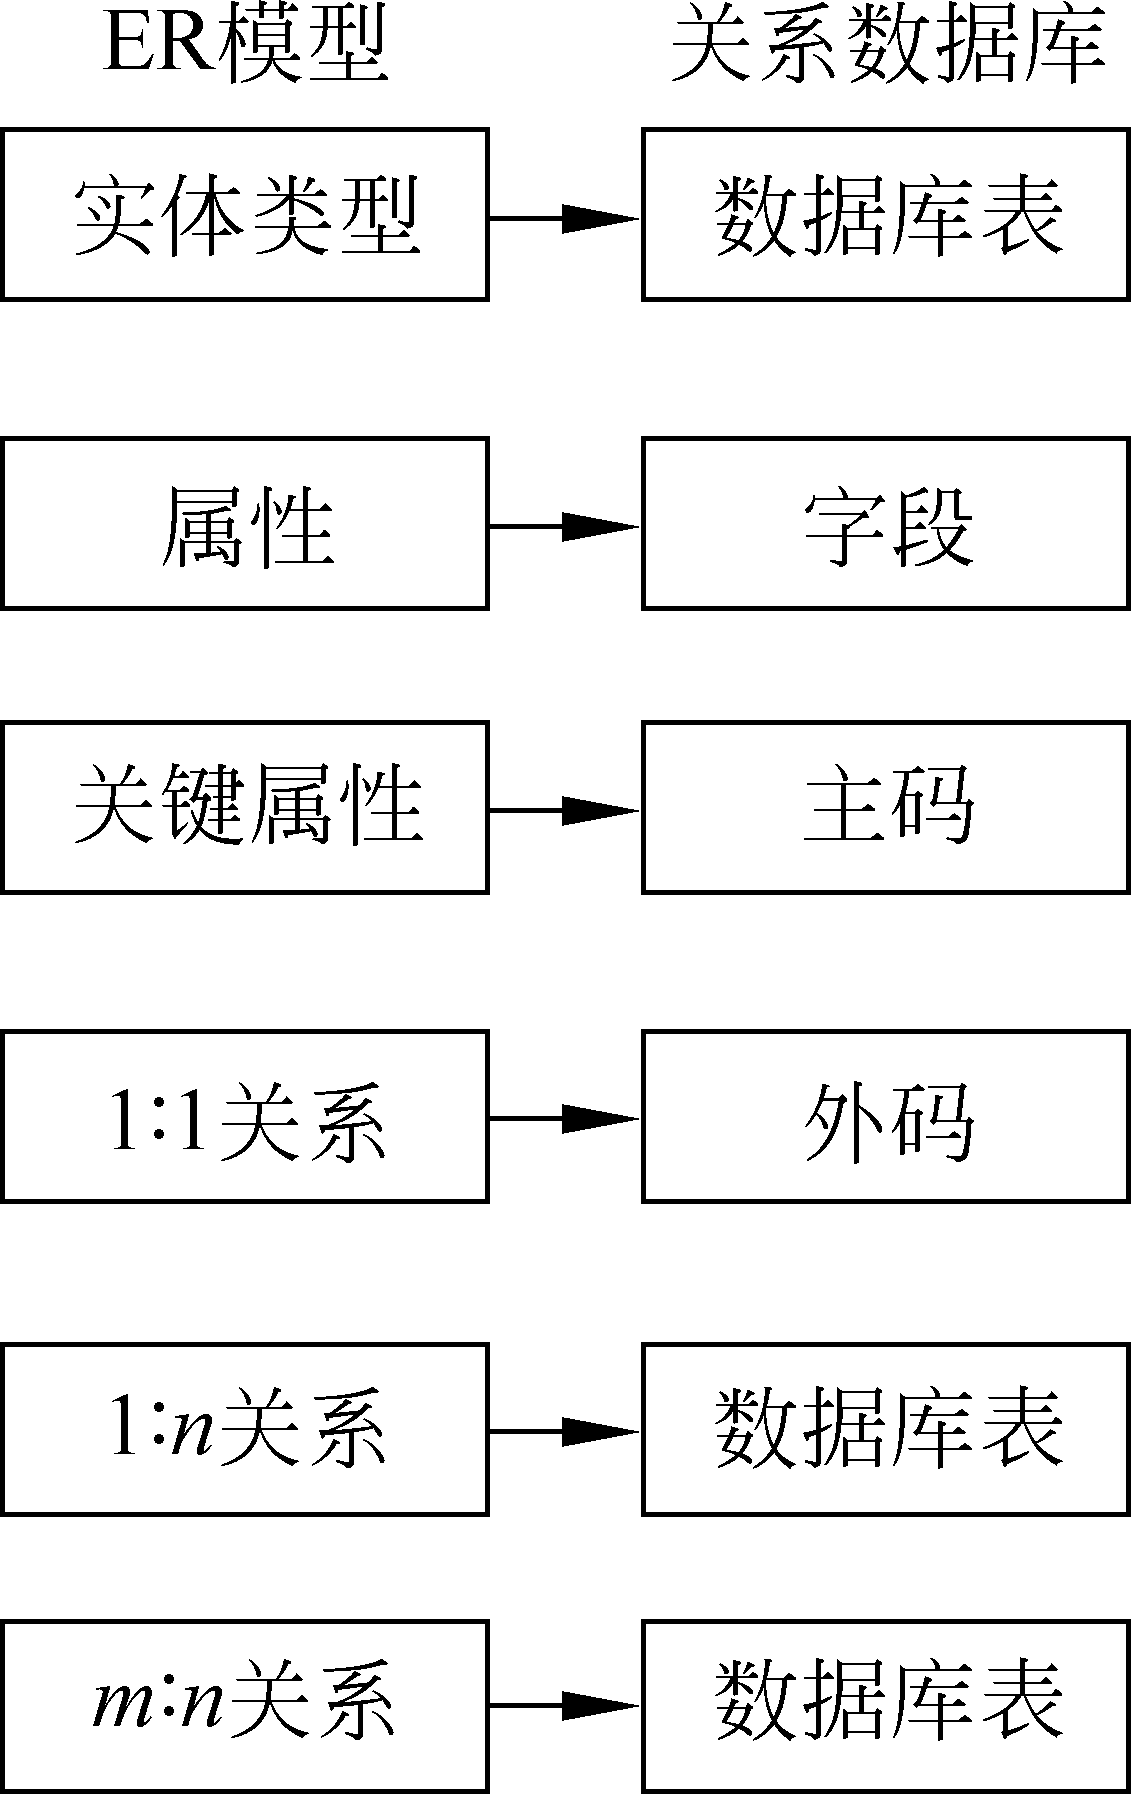 ER模型 关系数据库
实体类型 数据库表
属性 字段
关键属性 主码
1∶1关系 外码
1∶n关系 数据库表
m∶n关系 数据库表